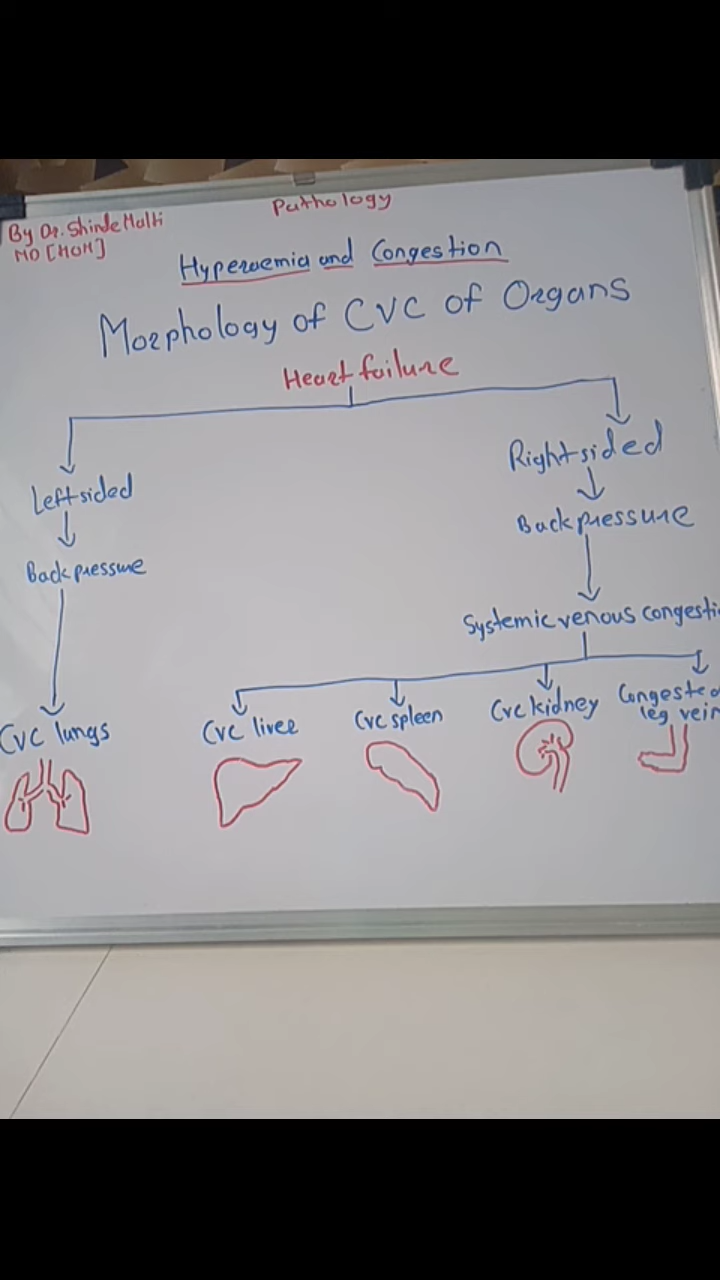 Pathology
By Dr. Shinde Malti
MD [HOM]
Hyperaemia and Congestion
Morphology of CVC of Organs
Heart failure
Left sided
Right sided
Back pressure
Back pressure
Systemic venous congesti
CVC lungs
CVC liver
CVC spleen
CVC kidney
Congested
leg vein